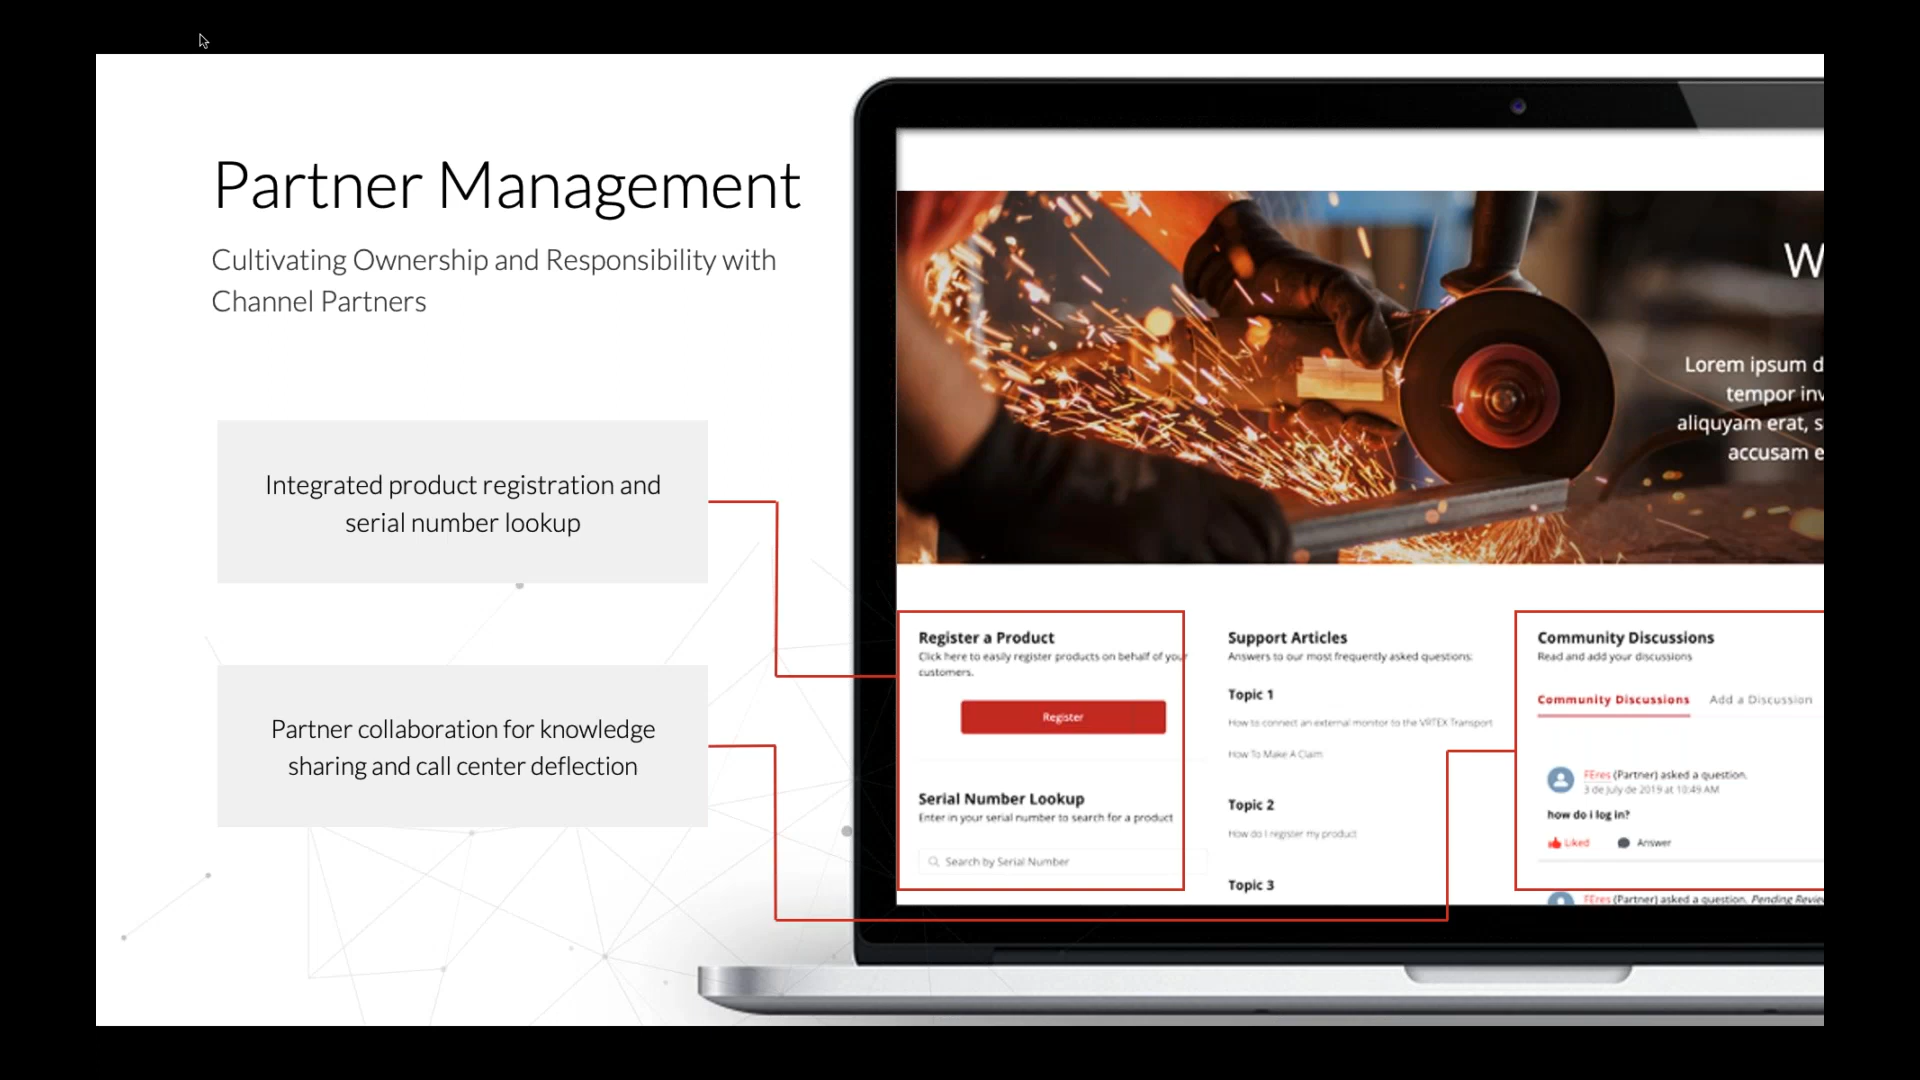 Partner Management
Cultivating Ownership and Responsibility with
Channel Partners
Integrated product registration and
serial number lookup
Partner collaboration for knowledge
sharing and call center deflection
W
Lorem ipsum d
tempor inv
aliquyam erat, s
accusam e
Register a Product
Click here to easily register products on behalf of your
customers.
Register
Serial Number Lookup
Enter in your serial number to search for a product
Search by Serial Number
Support Articles
Answers to our most frequently asked questions:
Topic 1
How to connect an external monitor to the VRTEX Transport
How To Make A Claim
Topic 2
How do I register my product
Topic 3
Community Discussions
Read and add your discussions
Community Discussions Add a Discussion
FEres (Partner) asked a question.
3 de July de 2019 at 10:49 AM
how do i log in?
Liked Answer
FEres (Partner) asked a question. Pending Review